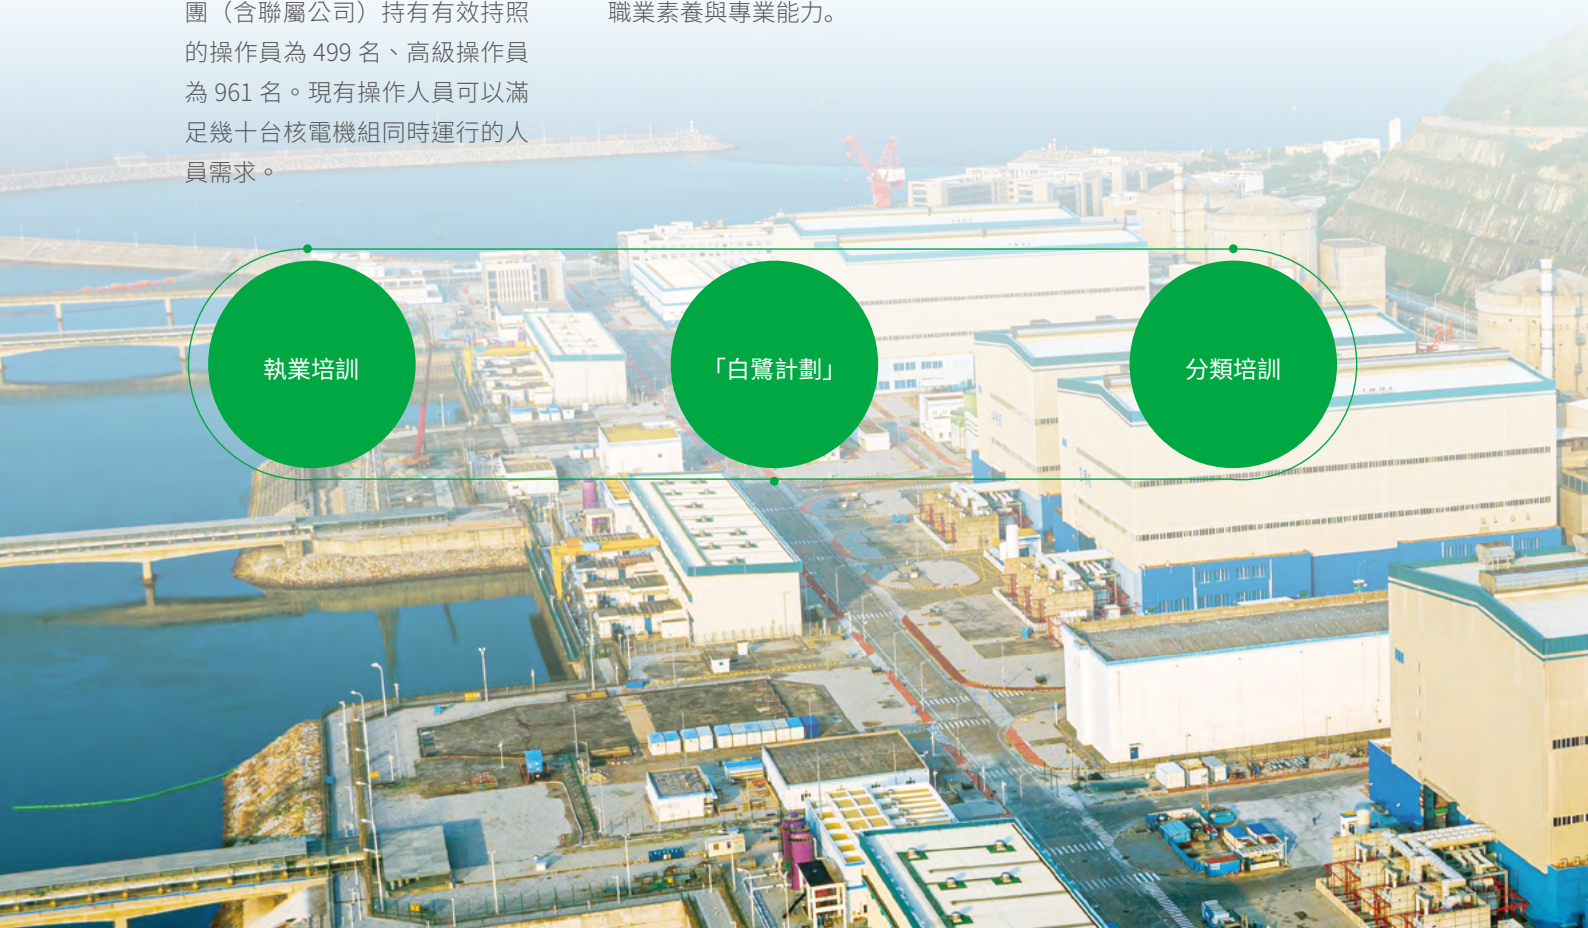 團（含聯屬公司）持有有效持照
的操作員為 499 名、高級操作員
為 961 名。現有操作人員可以滿
足幾十台核電機組同時運行的人
員需求。
職業素養與專業能力。
執業培訓
「白鷺計劃」
分類培訓